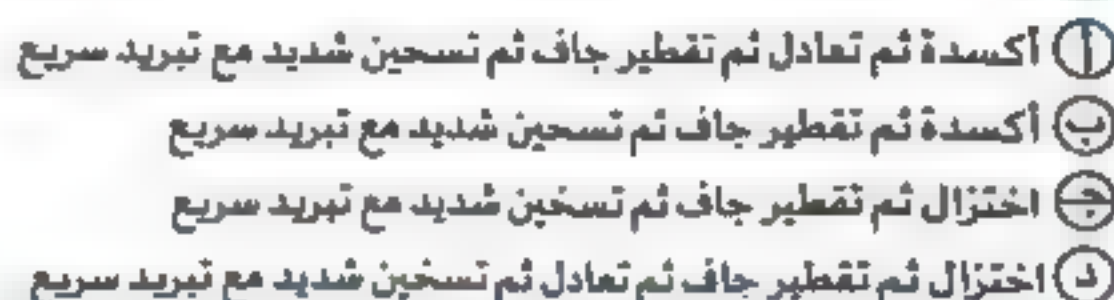 أ أكسدة ثم تعادل ثم تقطير جاف ثم تسخين شديد مع تبريد سريع
ب أكسدة ثم تقطير جاف ثم تسخين شديد مع تبريد سريع
ج اختزال ثم تقطير جاف ثم تسخين شديد مع تبريد سريع
د اختزال ثم تقطير جاف ثم تعادل ثم تسخين شديد مع تبريد سريع